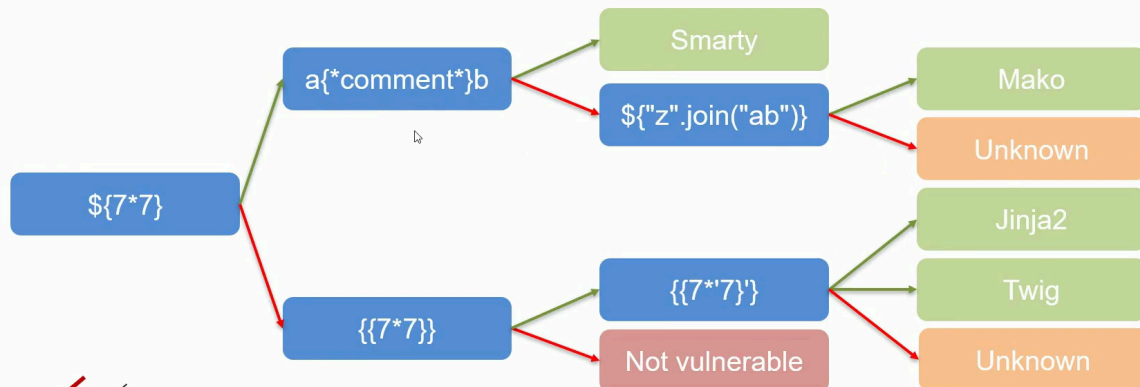 ${7*7}
a{*comment*}b
Smarty
${"z".join("ab")}
Mako
Unknown
{{7*7}}
{{7*'7}'}
Jinja2
Twig
Unknown
Not vulnerable